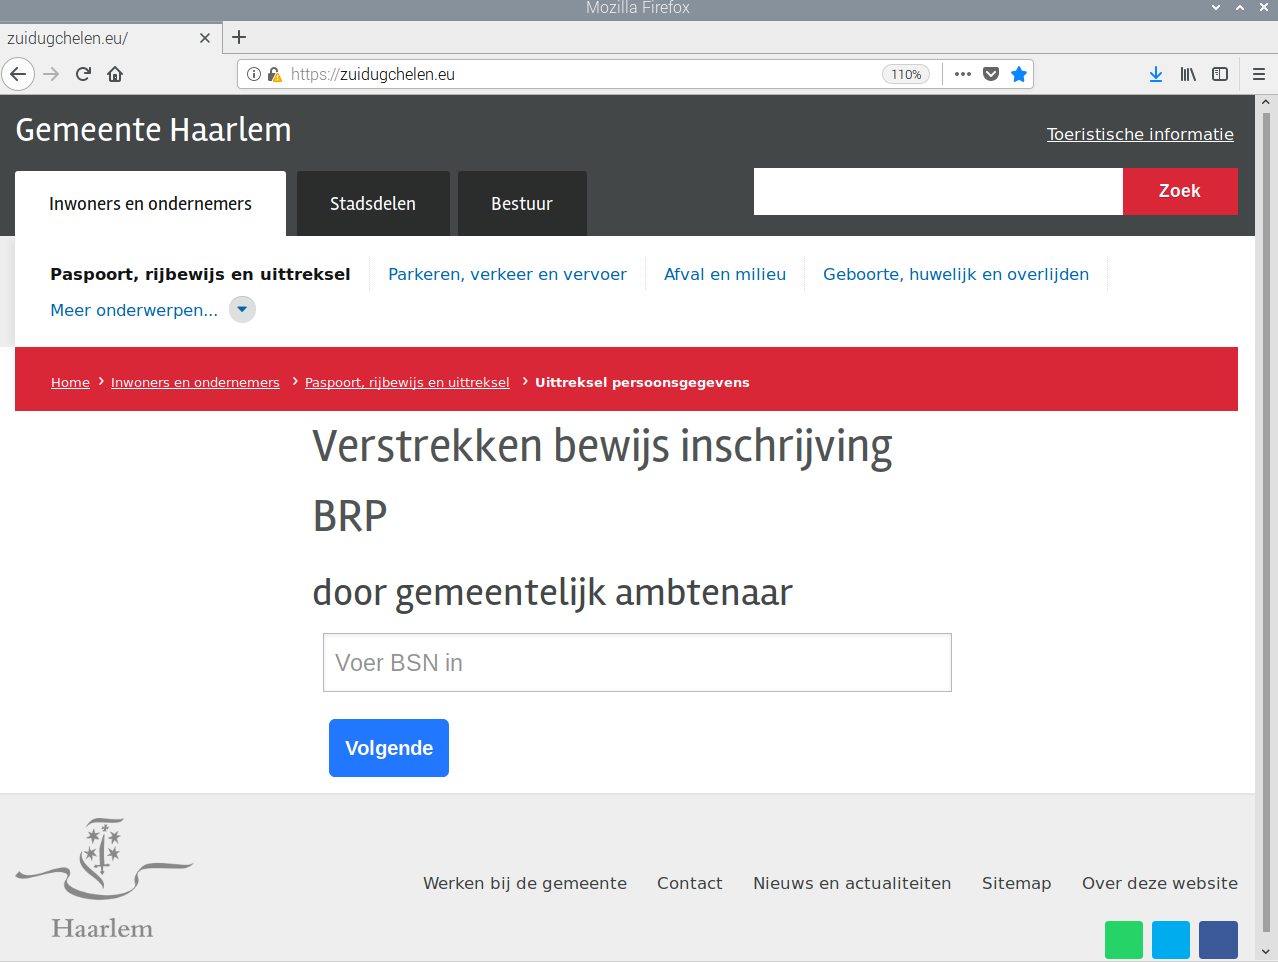 Mozilla Firefox
zuidugchelen.eu/
https://zuidugchelen.eu
110%
Gemeente Haarlem
Toeristische informatie
Inwoners en ondernemers
Stadsdelen
Bestuur
Zoek
Paspoort, rijbewijs en uittreksel
Parkeren, verkeer en vervoer
Afval en milieu
Geboorte, huwelijk en overlijden
Meer onderwerpen...
Home > Inwoners en ondernemers > Paspoort, rijbewijs en uittreksel > Uittreksel persoonsgegevens
Verstrekken bewijs inschrijving
BRP
door gemeentelijk ambtenaar
Voer BSN in
Volgende
Haarlem
Werken bij de gemeente
Contact
Nieuws en actualiteiten
Sitemap
Over deze website